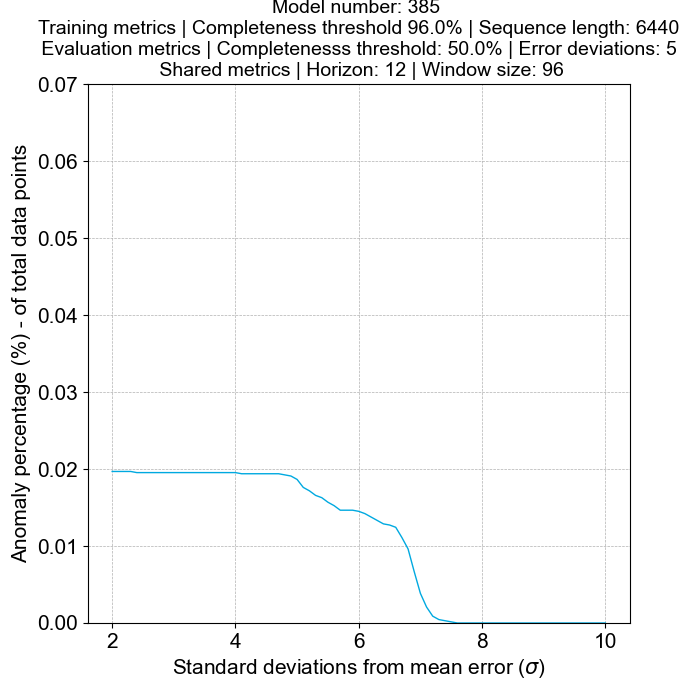 Model number: 385
Training metrics | Completeness threshold 96.0% | Sequence length: 6440
Evaluation metrics | Completenesss threshold: 50.0% | Error deviations: 5
Shared metrics | Horizon: 12 | Window size: 96
Anomaly percentage (%) - of total data points
0.07
0.06
0.05
0.04
0.03
0.02
0.01
0.00
2 4 6 8 10
Standard deviations from mean error (σ)